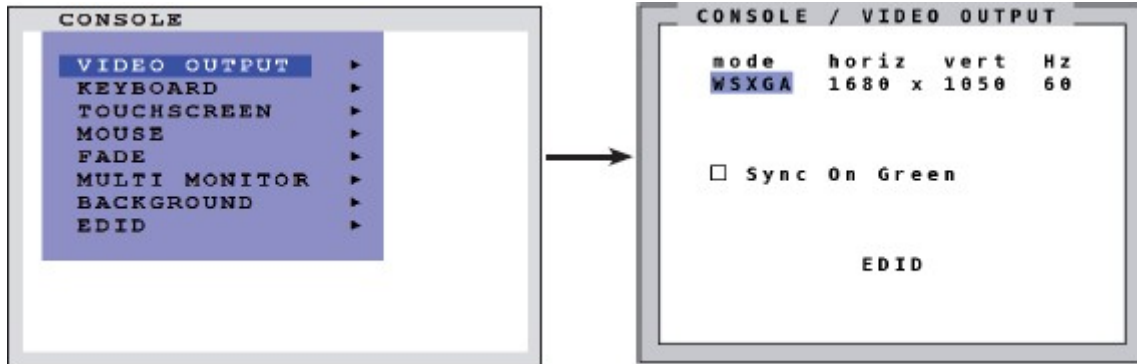 CONSOLE
VIDEO OUTPUT
KEYBOARD
TOUCHSCREEN
MOUSE
FADE
MULTI MONITOR
BACKGROUND
EDID
CONSOLE / VIDEO OUTPUT
mode horiz vert Hz
WSXGA 1680 x 1050 60
Sync On Green
EDID